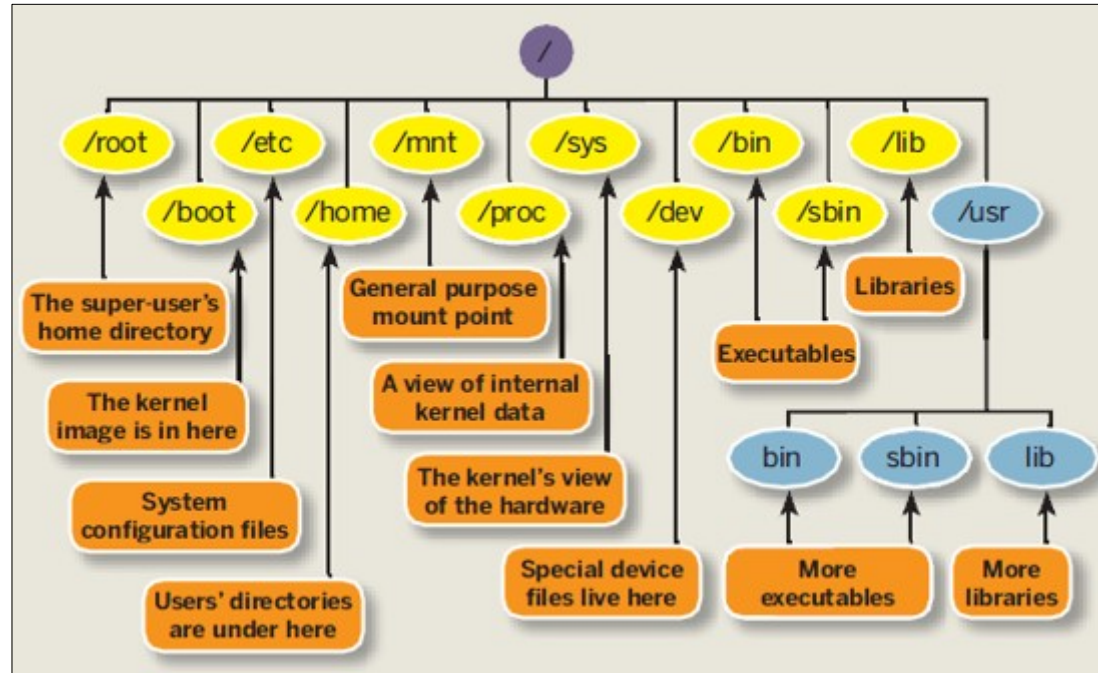 /
/root
/etc
/mnt
/sys
/bin
/lib
/boot
/home
/proc
/dev
/sbin
/usr
The super-user's
home directory
General purpose
mount point
Libraries
Executables
The kernel
image is in here
A view of internal
kernel data
bin
sbin
lib
The kernel's view
of the hardware
System
configuration files
Special device
files live here
More
executables
More
libraries
Users' directories
are under here